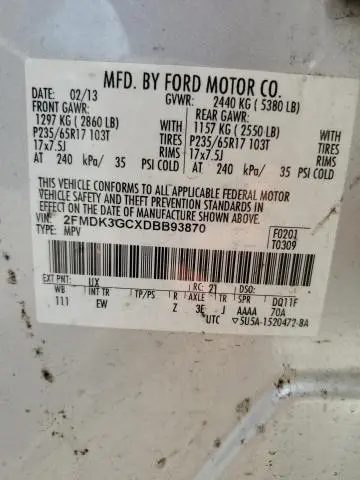 MFD. BY FORD MOTOR CO.
DATE: 02/13 GVWR: 2440 KG ( 5380 LB)
FRONT GAWR: REAR GAWR:
1297 KG ( 2860 LB) WITH 1157 KG ( 2550 LB) WITH
P235/65R17 103T TIRES P235/65R17 103T TIRES
17x7.5J RIMS 17x7.5J RIMS
AT 240 kPa/ 35 PSI COLD AT 240 kPa/ 35 PSI COLD
THIS VEHICLE CONFORMS TO ALL APPLICABLE FEDERAL MOTOR
VEHICLE SAFETY AND BUMPER STANDARDS IN
EFFECT ON THE DATE OF MANUFACTURE SHOWN ABOVE.
VIN: 2FMDK3GCXDBB93870 F0201
TYPE: MPV T0309
EXT PNT: UX RC: 21 DSO:
WB INT TR TP/PS R AXLE TR SPR DQ11F
111 EW Z 3E J AAAA 70A
UTC 5U5A-1520472-BA